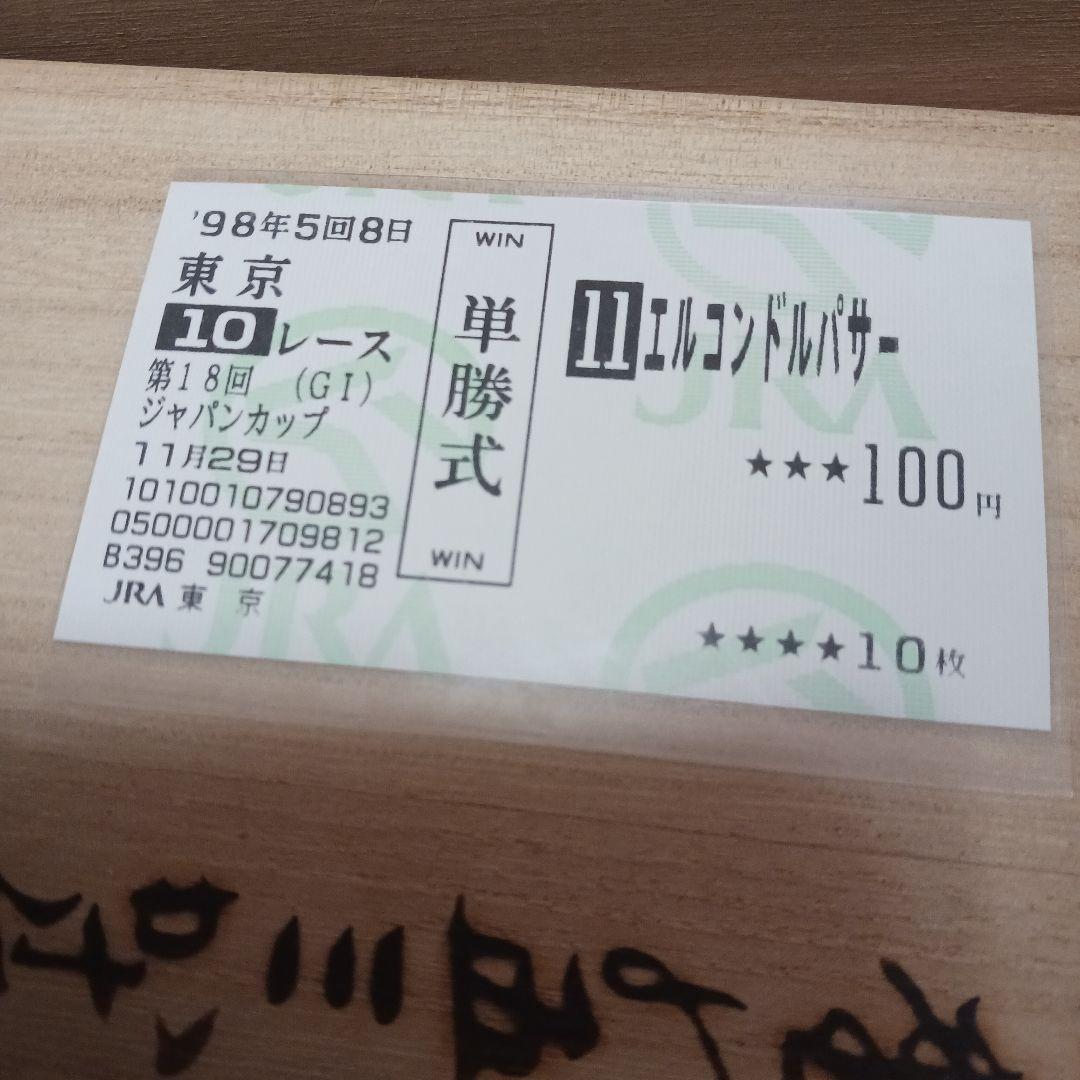 '98年5回8日
東京
10レース
第18回 (GI)
ジャパンカップ
11月29日
1010010790893
0500001709812
B396 90077418
JRA 東 京
WIN
単勝式
WIN
11エルコンドルパサー
★★★100円
★★★★10枚
JRA
JRA